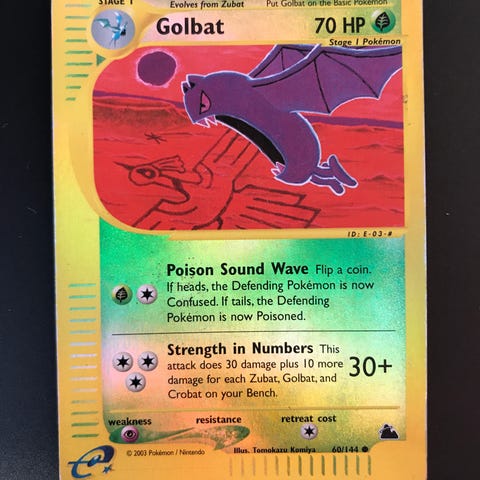 STAGE 1 Evolves from Zubat Put Golbat on the Basic Pokémon
Golbat 70 HP
Stage 1 Pokémon
ID: E-03-#
Poison Sound Wave Flip a coin.
If heads, the Defending Pokémon is now
Confused. If tails, the Defending
Pokémon is now Poisoned.
Strength in Numbers This
attack does 30 damage plus 10 more 30+
damage for each Zubat, Golbat, and
Crobat on your Bench.
weakness resistance retreat cost
© 2003 Pokémon / Nintendo Illus. Tomokazu Komiya 60/144
e